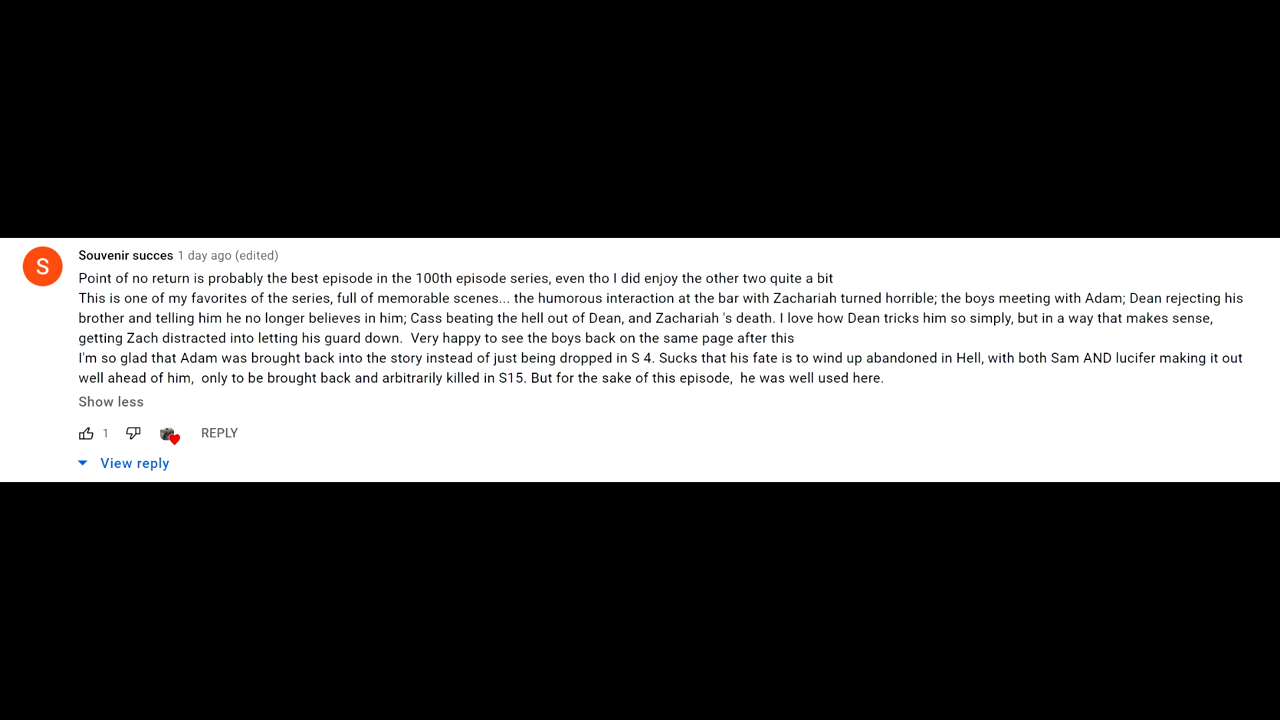 S
Souvenir succes 1 day ago (edited)
Point of no return is probably the best episode in the 100th episode series, even tho I did enjoy the other two quite a bit
This is one of my favorites of the series, full of memorable scenes... the humorous interaction at the bar with Zachariah turned horrible; the boys meeting with Adam; Dean rejecting his
brother and telling him he no longer believes in him; Cass beating the hell out of Dean, and Zachariah 's death. I love how Dean tricks him so simply, but in a way that makes sense,
getting Zach distracted into letting his guard down.  Very happy to see the boys back on the same page after this
I'm so glad that Adam was brought back into the story instead of just being dropped in S 4. Sucks that his fate is to wind up abandoned in Hell, with both Sam AND lucifer making it out
well ahead of him,  only to be brought back and arbitrarily killed in S15. But for the sake of this episode,  he was well used here.
Show less
1 REPLY
View reply